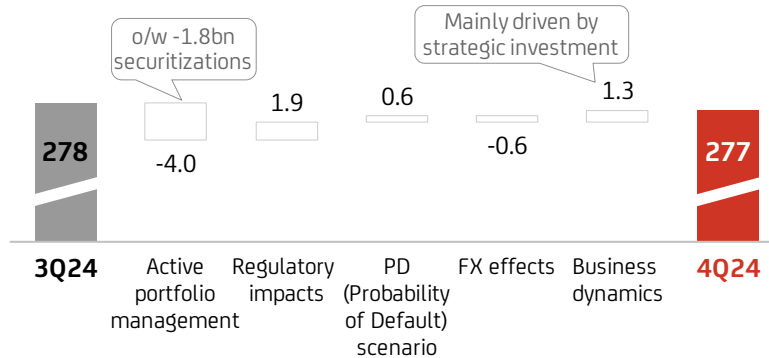 o/w -1.8bn
securitizations
Mainly driven by
strategic investment
278
-4.0
1.9
0.6
-0.6
1.3
277
3Q24
Active
portfolio
management
Regulatory
impacts
PD
(Probability
of Default)
scenario
FX effects
Business
dynamics
4Q24